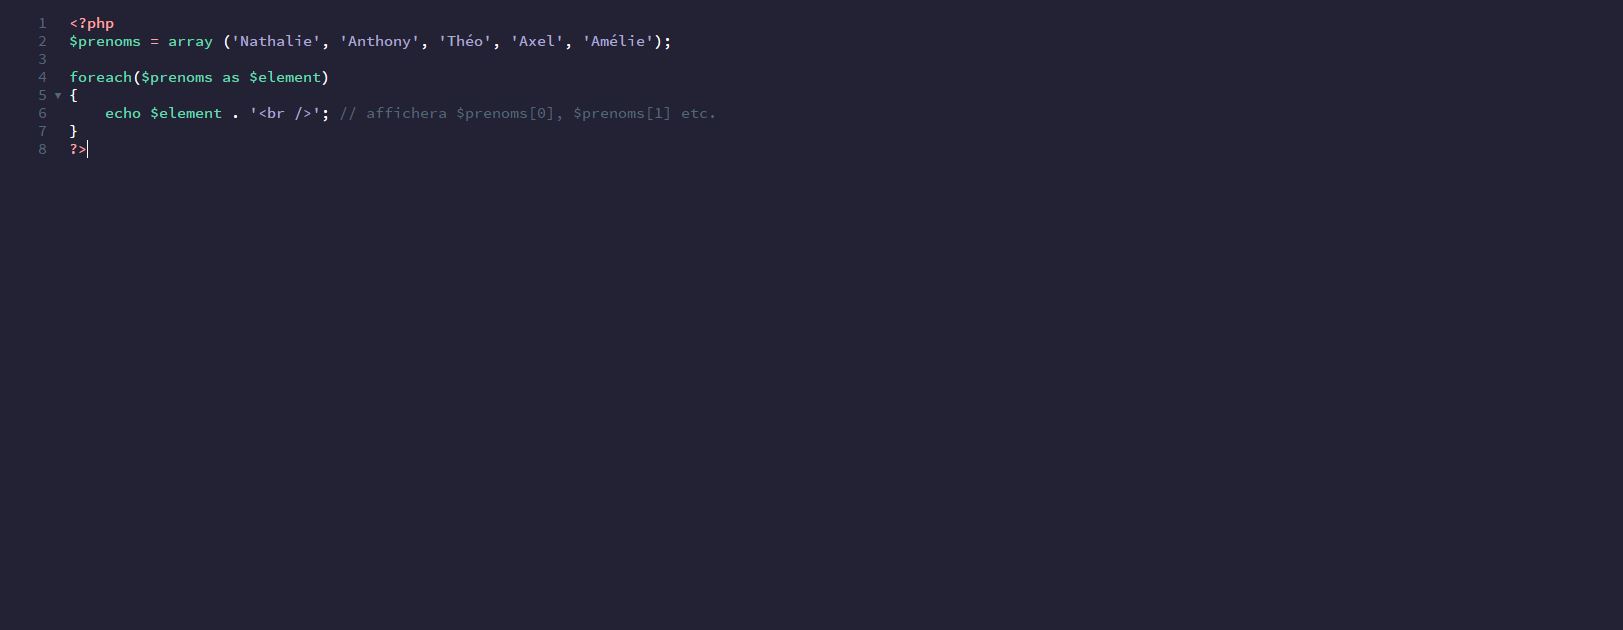 1 <?php
2 $prenoms = array ('Nathalie', 'Anthony', 'Théo', 'Axel', 'Amélie');
3
4 foreach($prenoms as $element)
5 {
6 echo $element . '<br />'; // affichera $prenoms[0], $prenoms[1] etc.
7 }
8 ?>